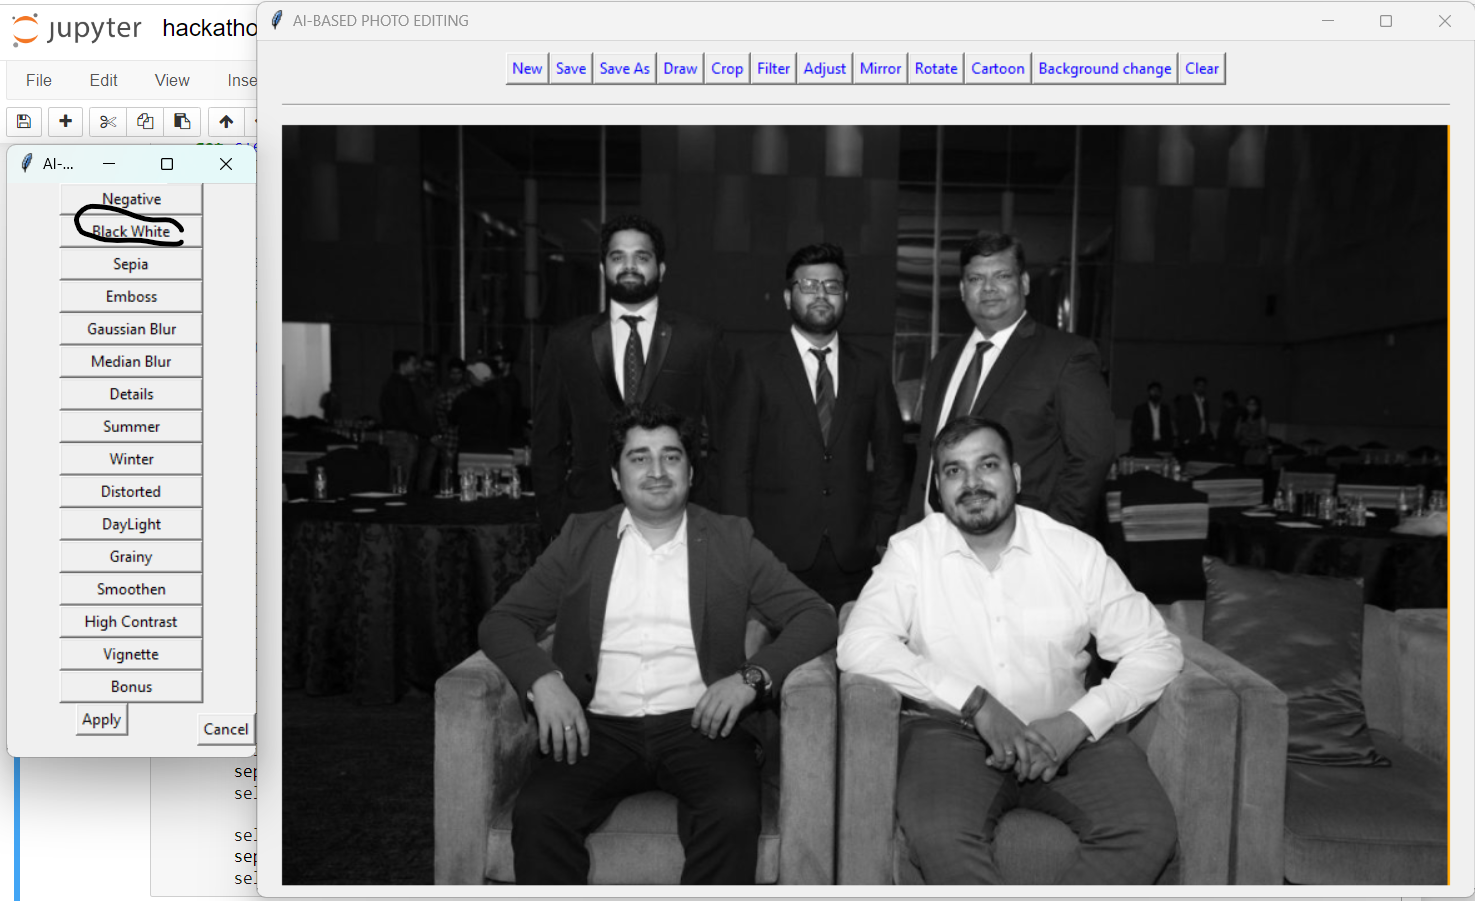 jupyter hackatho
File Edit View Inse
AI-BASED PHOTO EDITING
New Save Save As Draw Crop Filter Adjust Mirror Rotate Cartoon Background change Clear
AI-...
Negative
Black White
Sepia
Emboss
Gaussian Blur
Median Blur
Details
Summer
Winter
Distorted
DayLight
Grainy
Smoothen
High Contrast
Vignette
Bonus
Apply
Cancel
sep
sel
sel
sep
sel